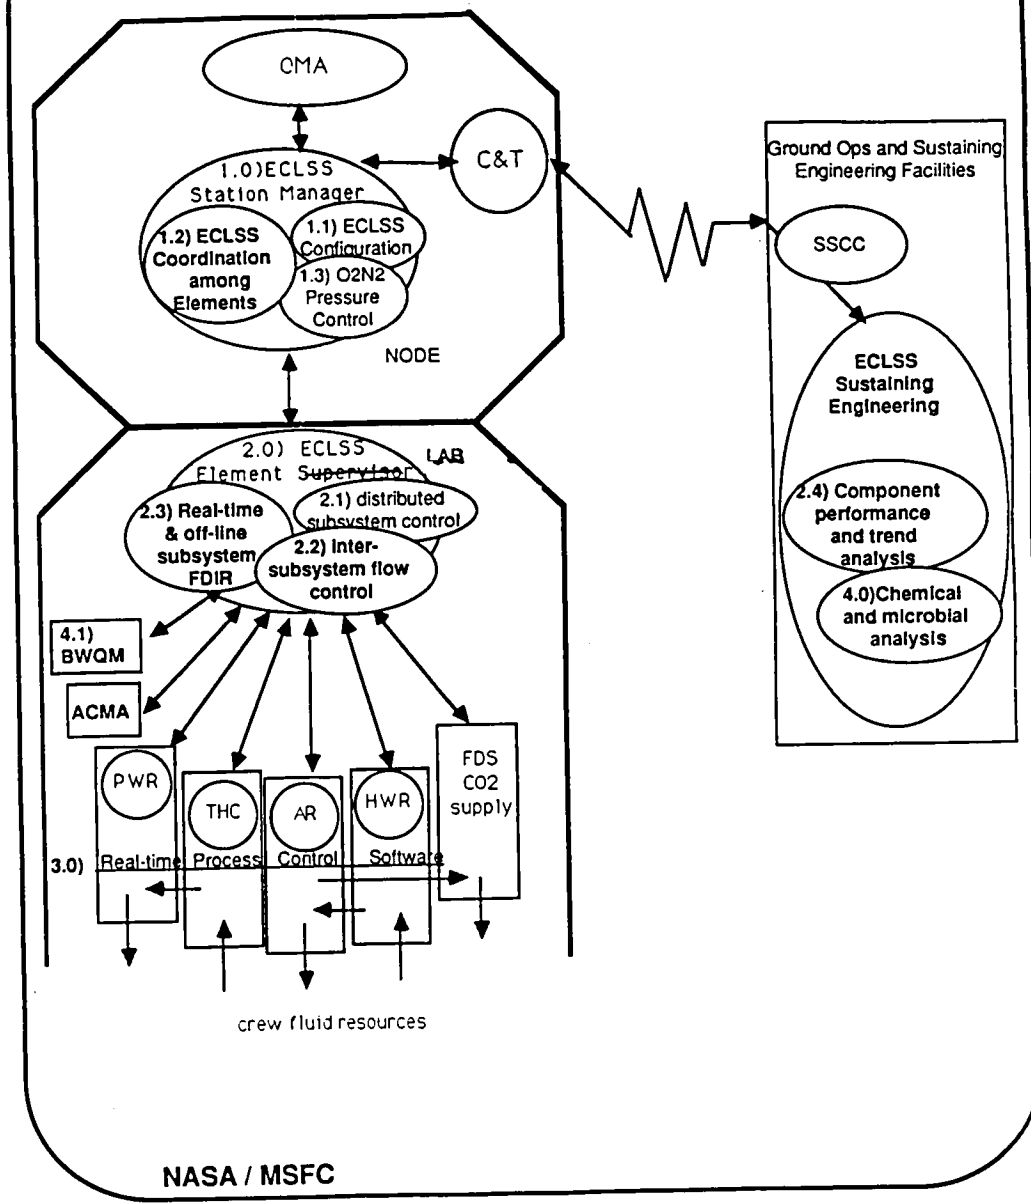 OMA
C&T
1.0)ECLSS
Station Manager
1.1) ECLSS
Configuration
1.2) ECLSS
Coordination
among
Elements
1.3) O2N2
Pressure
Control
NODE
Ground Ops and Sustaining
Engineering Facilities
SSCC
ECLSS
Sustaining
Engineering
2.4) Component
performance
and trend
analysis
4.0)Chemical
and microbial
analysis
2.0) ECLSS
Element Supervisor
LAB
2.1) distributed
subsystem control
2.3) Real-time
& off-line
subsystem
FDIR
2.2) Inter-
subsystem flow
control
4.1)
BWQM
ACMA
PWR
THC
AR
HWR
FDS
CO2
supply
3.0) Real-time Process Control Software
crew fluid resources
NASA / MSFC